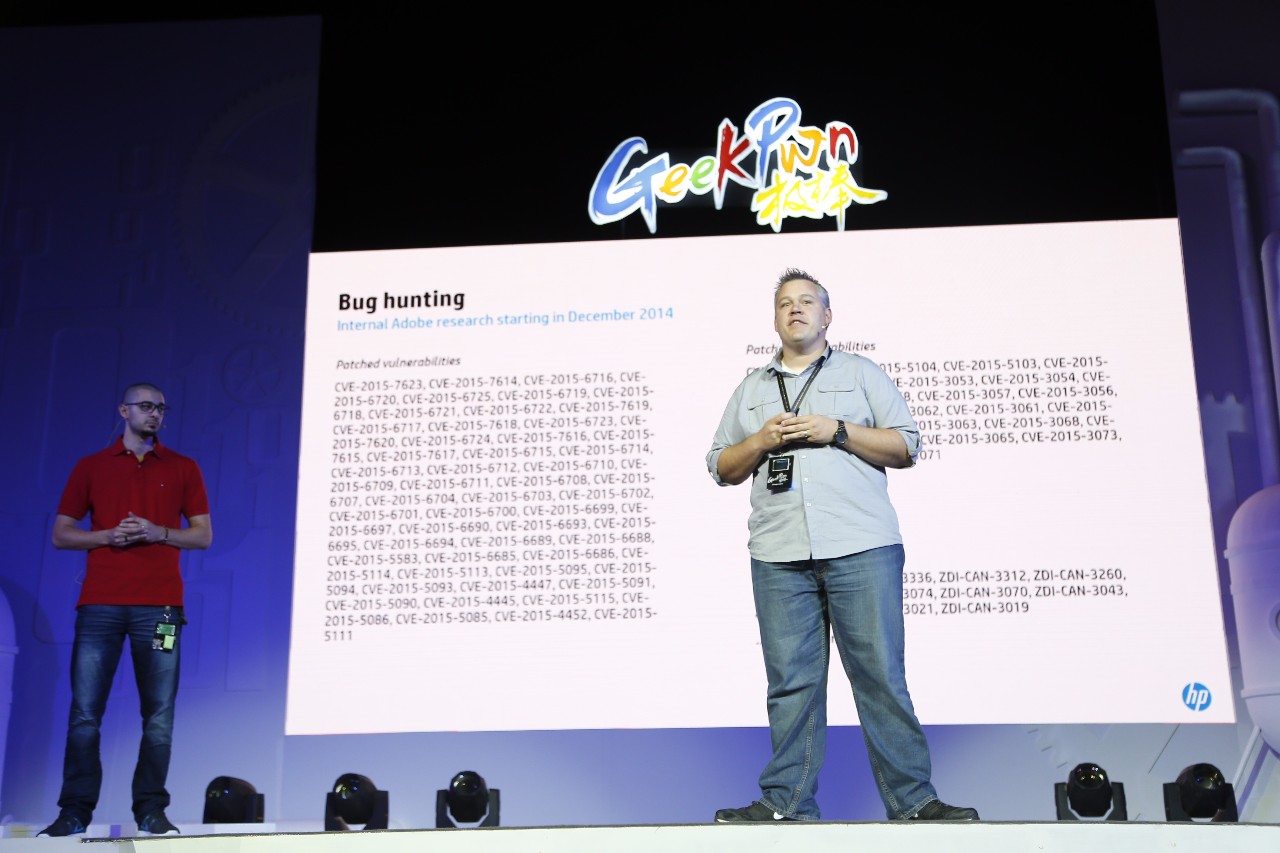 GeekPwn
极棒
Bug hunting
Internal Adobe research starting in December 2014
Patched vulnerabilities
CVE-2015-7623, CVE-2015-7614, CVE-2015-6716, CVE-
2015-6720, CVE-2015-6725, CVE-2015-6719, CVE-2015-
6718, CVE-2015-6721, CVE-2015-6722, CVE-2015-7619,
CVE-2015-6717, CVE-2015-7618, CVE-2015-6723, CVE-
2015-7620, CVE-2015-6724, CVE-2015-7616, CVE-2015-
7615, CVE-2015-7617, CVE-2015-6715, CVE-2015-6714,
CVE-2015-6713, CVE-2015-6712, CVE-2015-6710, CVE-
2015-6709, CVE-2015-6711, CVE-2015-6708, CVE-2015-
6707, CVE-2015-6704, CVE-2015-6703, CVE-2015-6702,
CVE-2015-6701, CVE-2015-6700, CVE-2015-6699, CVE-
2015-6697, CVE-2015-6690, CVE-2015-6693, CVE-2015-
6695, CVE-2015-6694, CVE-2015-6689, CVE-2015-6688,
CVE-2015-5583, CVE-2015-6685, CVE-2015-6686, CVE-
2015-5114, CVE-2015-5113, CVE-2015-5095, CVE-2015-
5094, CVE-2015-5093, CVE-2015-4447, CVE-2015-5091,
CVE-2015-5090, CVE-2015-4445, CVE-2015-5115, CVE-
2015-5086, CVE-2015-5085, CVE-2015-4452, CVE-2015-
5111
Patch abilities
15-5104, CVE-2015-5103, CVE-2015-
VE-2015-3053, CVE-2015-3054, CVE-
8, CVE-2015-3057, CVE-2015-3056,
3062, CVE-2015-3061, CVE-2015-
2015-3063, CVE-2015-3068, CVE-
CVE-2015-3065, CVE-2015-3073,
071
3336, ZDI-CAN-3312, ZDI-CAN-3260,
3074, ZDI-CAN-3070, ZDI-CAN-3043,
3021, ZDI-CAN-3019
hp